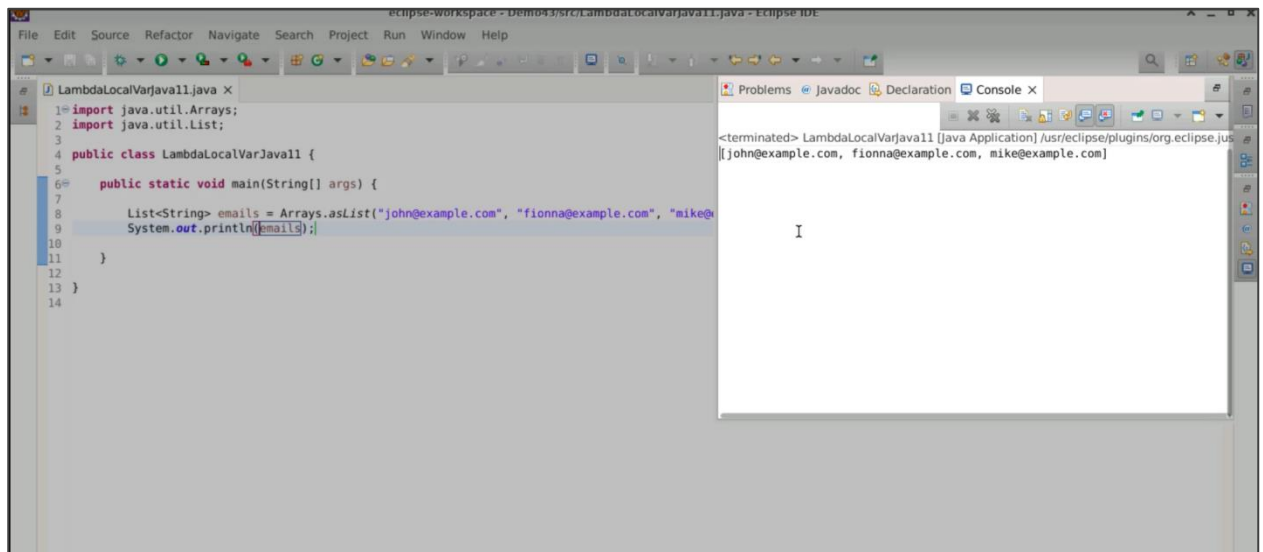 eclipse-workspace - Demo43/src/LambdaLocalVarJava11.java - Eclipse IDE
File Edit Source Refactor Navigate Search Project Run Window Help
LambdaLocalVarJava11.java
1 import java.util.Arrays;
2 import java.util.List;
3
4 public class LambdaLocalVarJava11 {
5
6 public static void main(String[] args) {
7
8 List<String> emails = Arrays.asList("john@example.com", "fionna@example.com", "mike@
9 System.out.println(emails);
10
11 }
12
13 }
14
Problems Javadoc Declaration Console
<terminated> LambdaLocalVarJava11 [Java Application] /usr/eclipse/plugins/org.eclipse.jus
[john@example.com, fionna@example.com, mike@example.com]